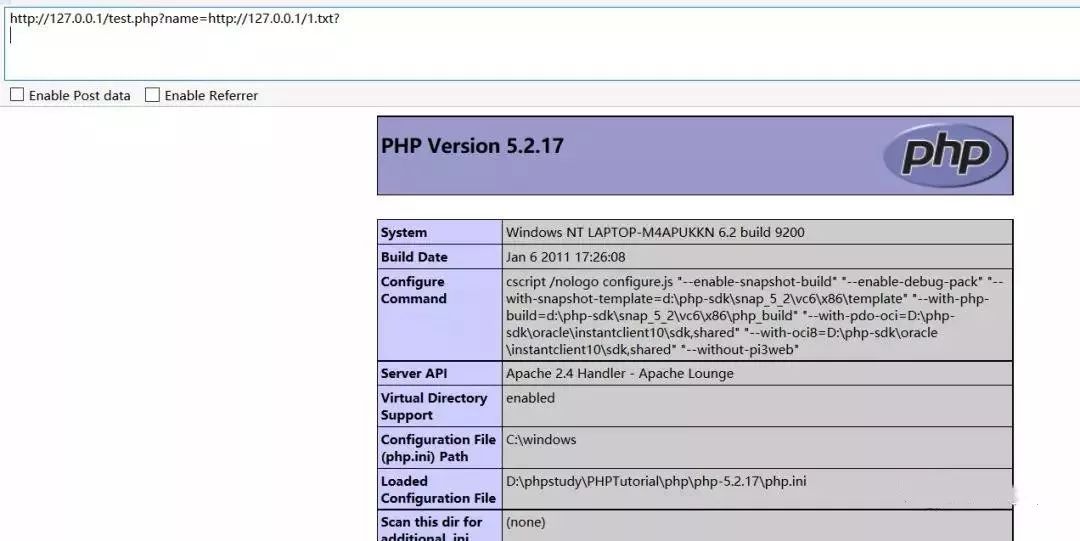 http://127.0.0.1/test.php?name=http://127.0.0.1/1.txt?
Enable Post data Enable Referrer
PHP Version 5.2.17
php
System Windows NT LAPTOP-M4APUKKN 6.2 build 9200
Build Date Jan 6 2011 17:26:08
Configure Command cscript /nologo configure.js "--enable-snapshot-build" "--enable-debug-pack" "--
with-snapshot-template=d:\php-sdk\snap_5_2\vc6\x86\template" "--with-php-
build=d:\php-sdk\snap_5_2\vc6\x86\php_build" "--with-pdo-oci=D:\php-
sdk\oracle\instantclient10\sdk,shared" "--with-oci8=D:\php-sdk\oracle
\instantclient10\sdk,shared" "--without-pi3web"
Server API Apache 2.4 Handler - Apache Lounge
Virtual Directory
Support enabled
Configuration File
(php.ini) Path C:\windows
Loaded
Configuration File D:\phpstudy\PHPTutorial\php\php-5.2.17\php.ini
Scan this dir for
additional .ini (none)